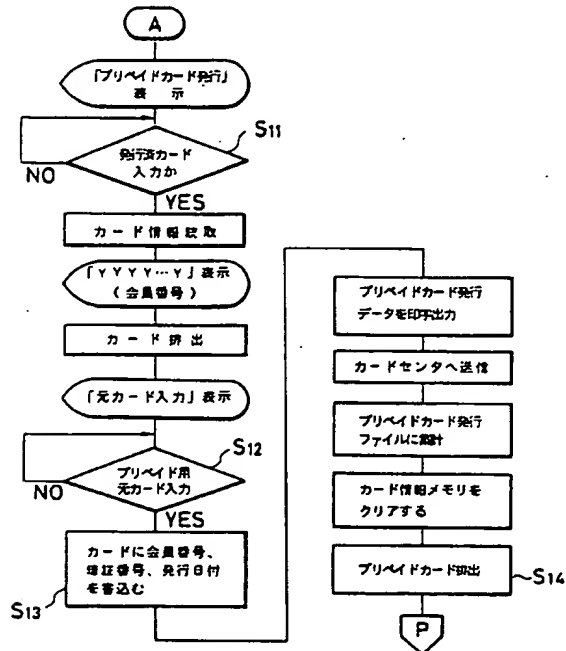 A
「プリペイドカード発行」
表 示
S11
発行済カード
入力か
NO
YES
カード情報読取
「YYYY…Y」表示
(会員番号)
カード排出
「元カード入力」表示
S12
プリペイド用
元カード入力
NO
YES
カードに会員番号、
暗証番号、発行日付
を書込む
S13
プリペイドカード発行
データを印字出力
カードセンタへ送信
プリペイドカード発行
ファイルに集計
カード情報メモリを
クリアする
プリペイドカード排出
S14
P